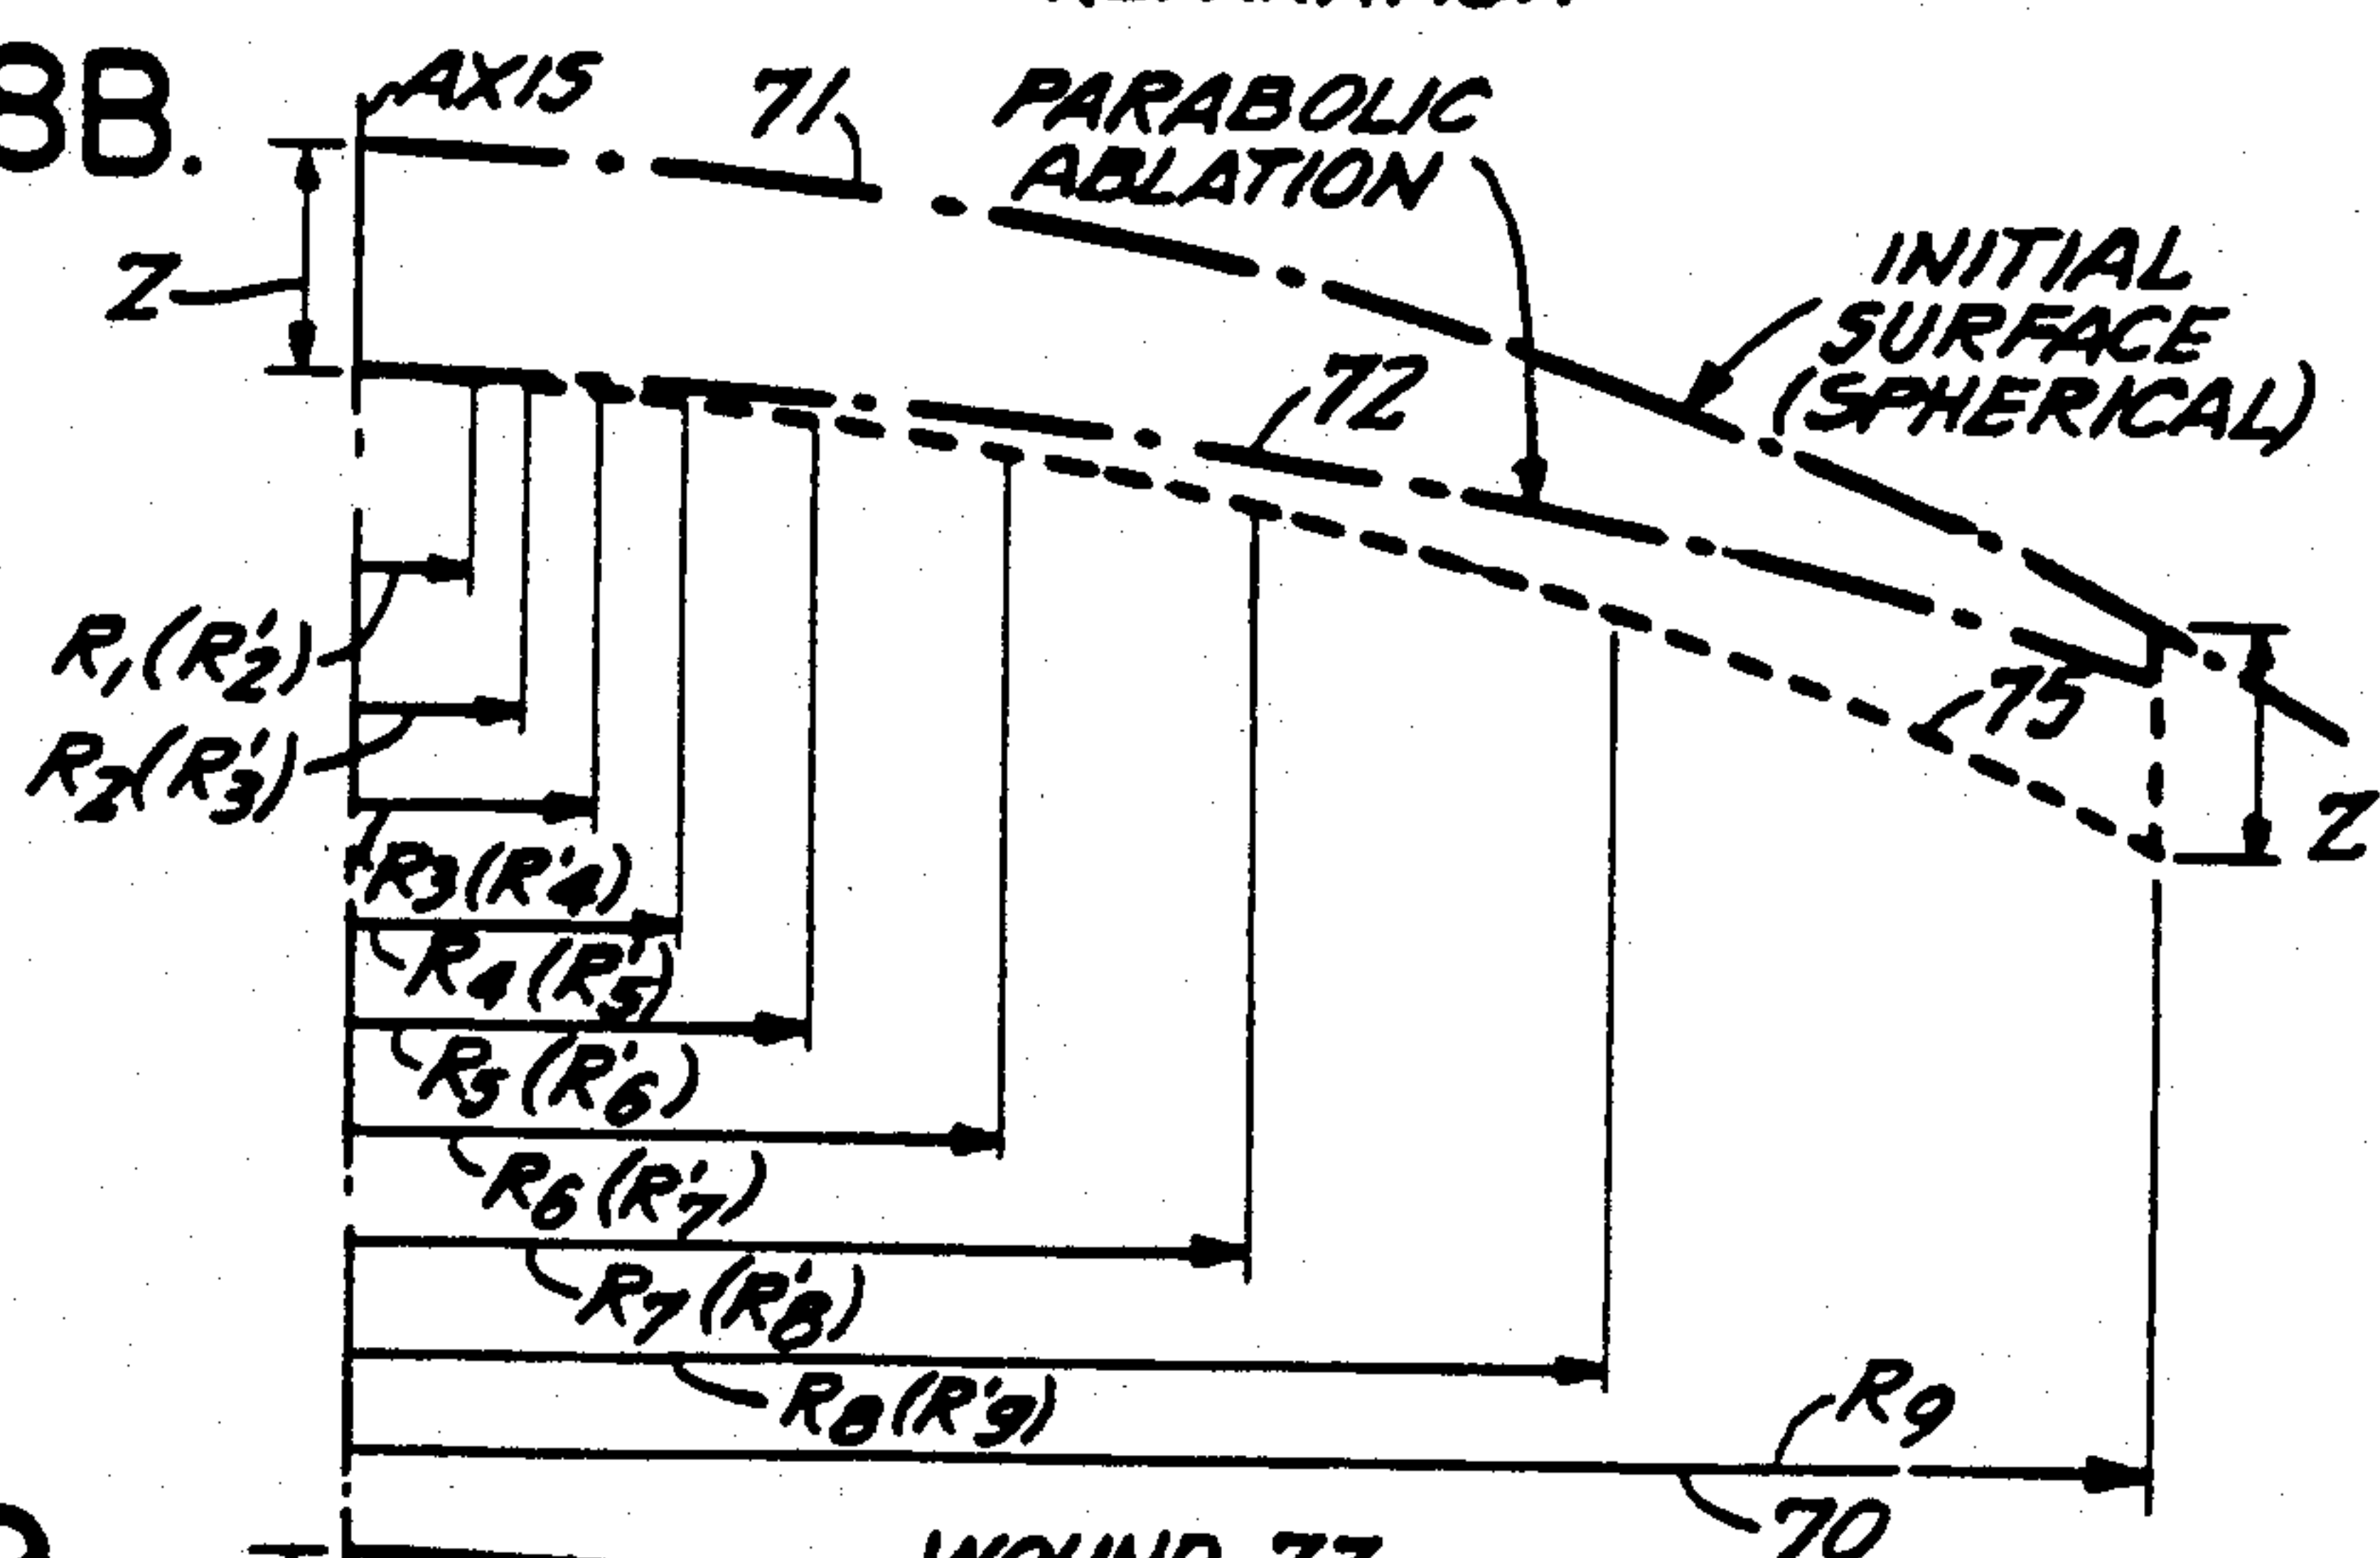 8B.
AXIS
71
PARABOLIC
ABLATION
INITIAL
SURFACE
(SPHERICAL)
Z
72
75
Z
R1(R'2)
R2(R'3)
R3(R'4)
R4(R'5)
R5(R'6)
R6(R'7)
R7(R'8)
R8(R'9)
R9
70
WOUND 77